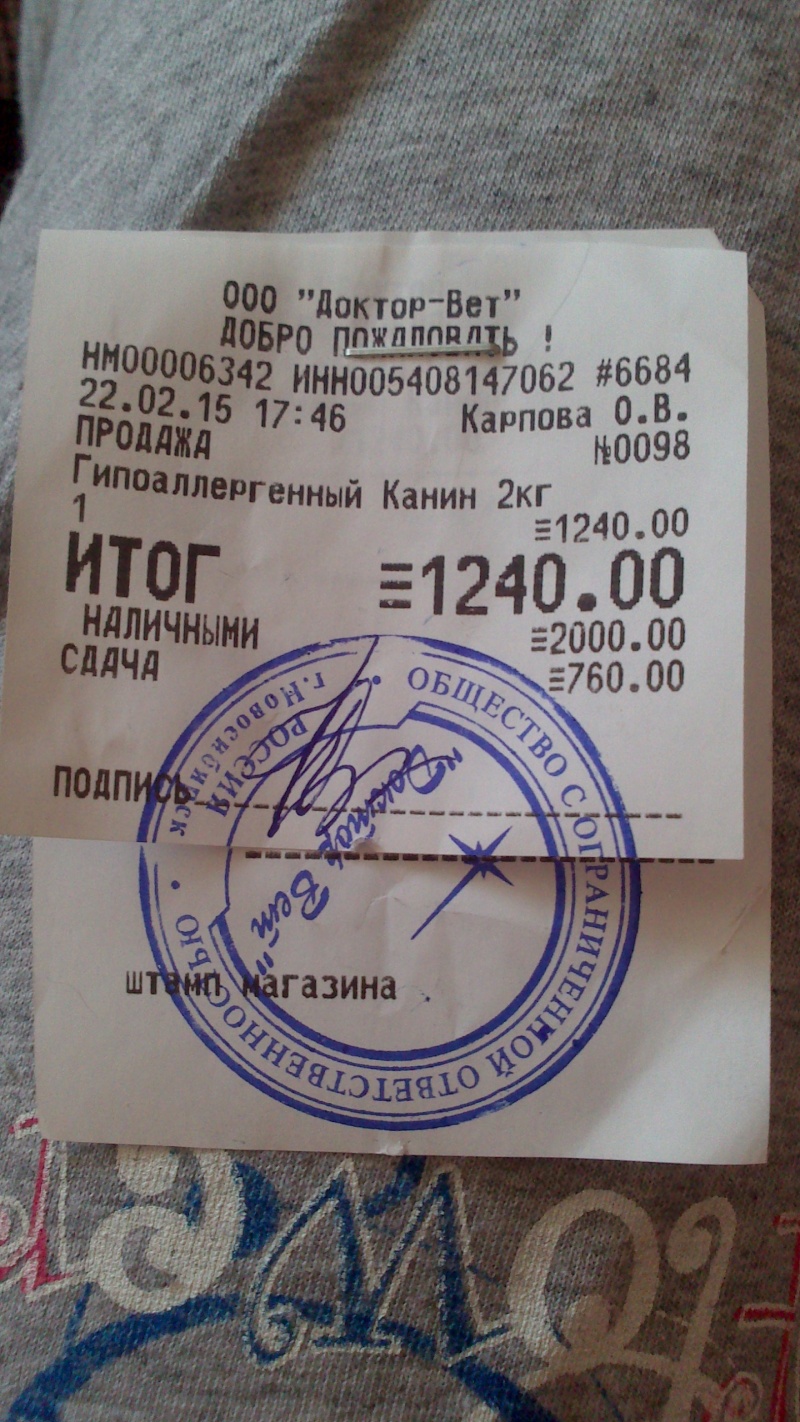 ООО "Доктор-Вет"
ДОБРО ПОЖАЛОВАТЬ !
НМ00006342 ИНН005408147062 #6684
22.02.15 17:46 Карпова О.В.
ПРОДАЖА №0098
Гипоаллергенный Канин 2кг
1 ≡1240.00
ИТОГ ≡1240.00
НАЛИЧНЫМИ ≡2000.00
СДАЧА ≡760.00
ПОДПИСЬ
штамп магазина
ОБЩЕСТВО С ОГРАНИЧЕННОЙ ОТВЕТСТВЕННОСТЬЮ
г.Новосибирск
РОССИЯ
"Доктор Вет"